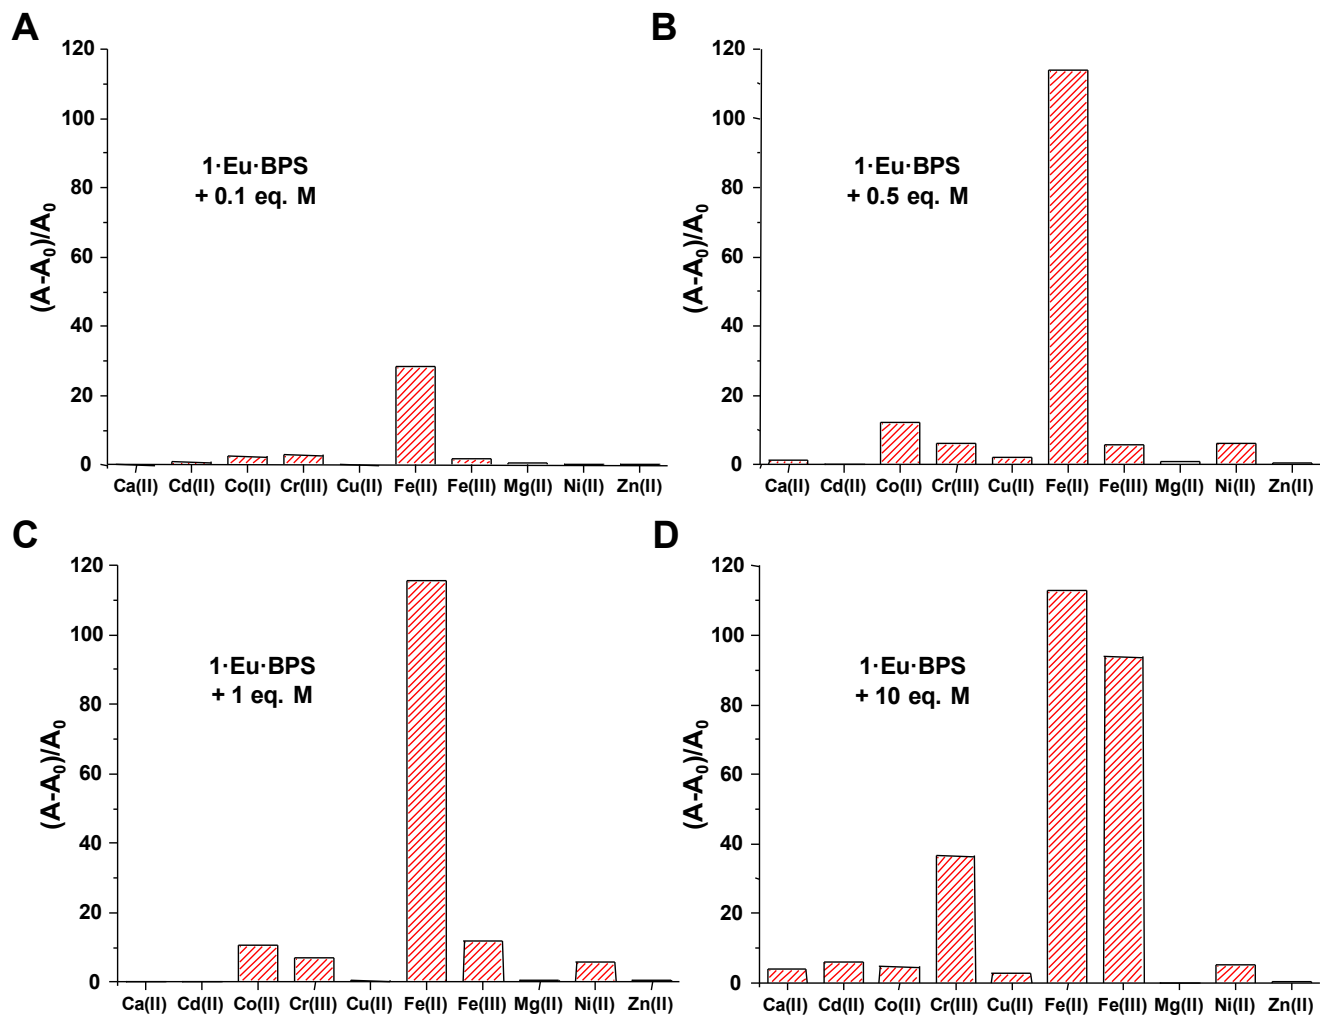 A
120
100
80
60
40
20
0
(A-A₀)/A₀
1·Eu·BPS
+ 0.1 eq. M
Ca(II) Cd(II) Co(II) Cr(III) Cu(II) Fe(II) Fe(III) Mg(II) Ni(II) Zn(II)
B
120
100
80
60
40
20
0
(A-A₀)/A₀
1·Eu·BPS
+ 0.5 eq. M
Ca(II) Cd(II) Co(II) Cr(III) Cu(II) Fe(II) Fe(III) Mg(II) Ni(II) Zn(II)
C
120
100
80
60
40
20
0
(A-A₀)/A₀
1·Eu·BPS
+ 1 eq. M
Ca(II) Cd(II) Co(II) Cr(III) Cu(II) Fe(II) Fe(III) Mg(II) Ni(II) Zn(II)
D
120
100
80
60
40
20
0
(A-A₀)/A₀
1·Eu·BPS
+ 10 eq. M
Ca(II) Cd(II) Co(II) Cr(III) Cu(II) Fe(II) Fe(III) Mg(II) Ni(II) Zn(II)